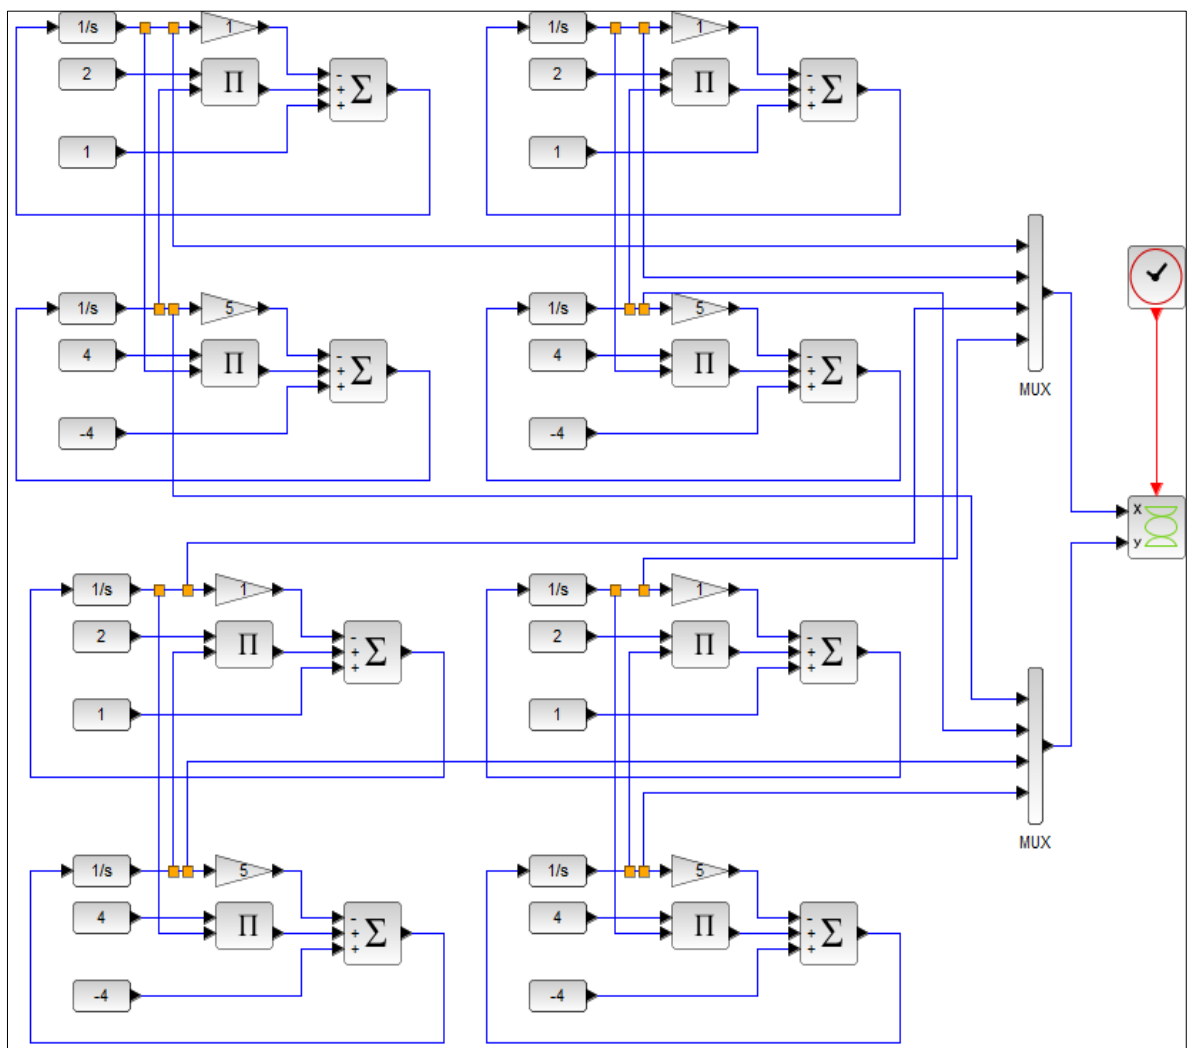 1/s 1 1/s 1
2 Π - + + Σ 2 Π - + + Σ
1 1
1/s 5 1/s 5
4 Π - + + Σ 4 Π - + + Σ
MUX
-4 -4
X
y
1/s 1 1/s 1
2 Π - + + Σ 2 Π - + + Σ
1 1
MUX
1/s 5 1/s 5
4 Π - + + Σ 4 Π - + + Σ
-4 -4